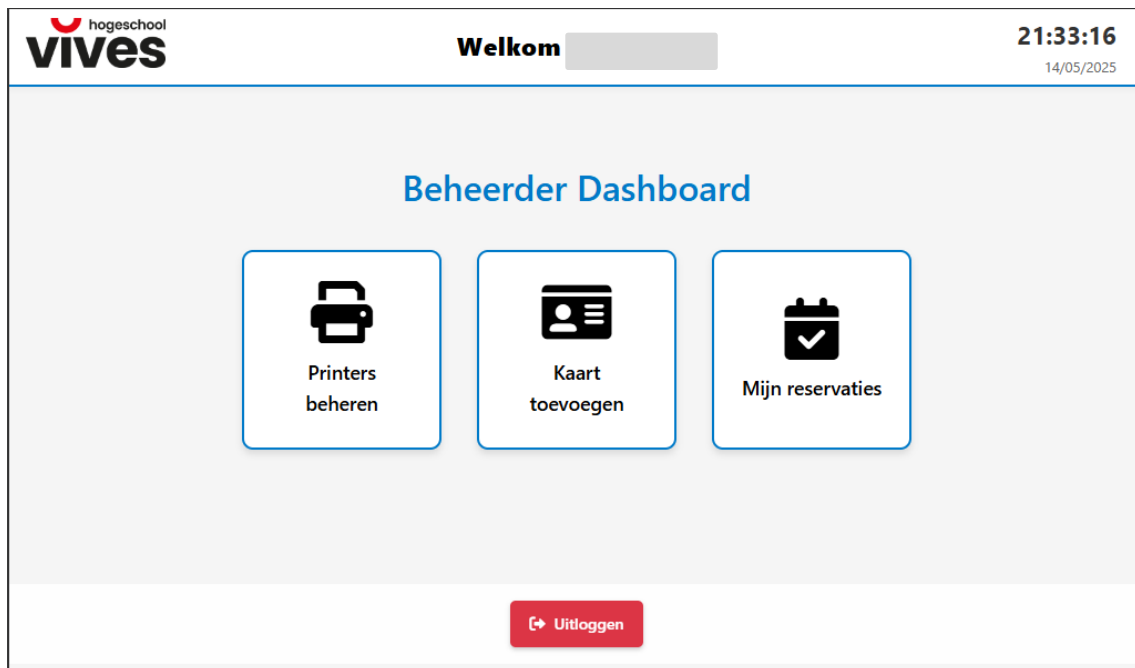 hogeschool
vives
Welkom
21:33:16
14/05/2025
Beheerder Dashboard
Printers
beheren
Kaart
toevoegen
Mijn reservaties
Uitloggen